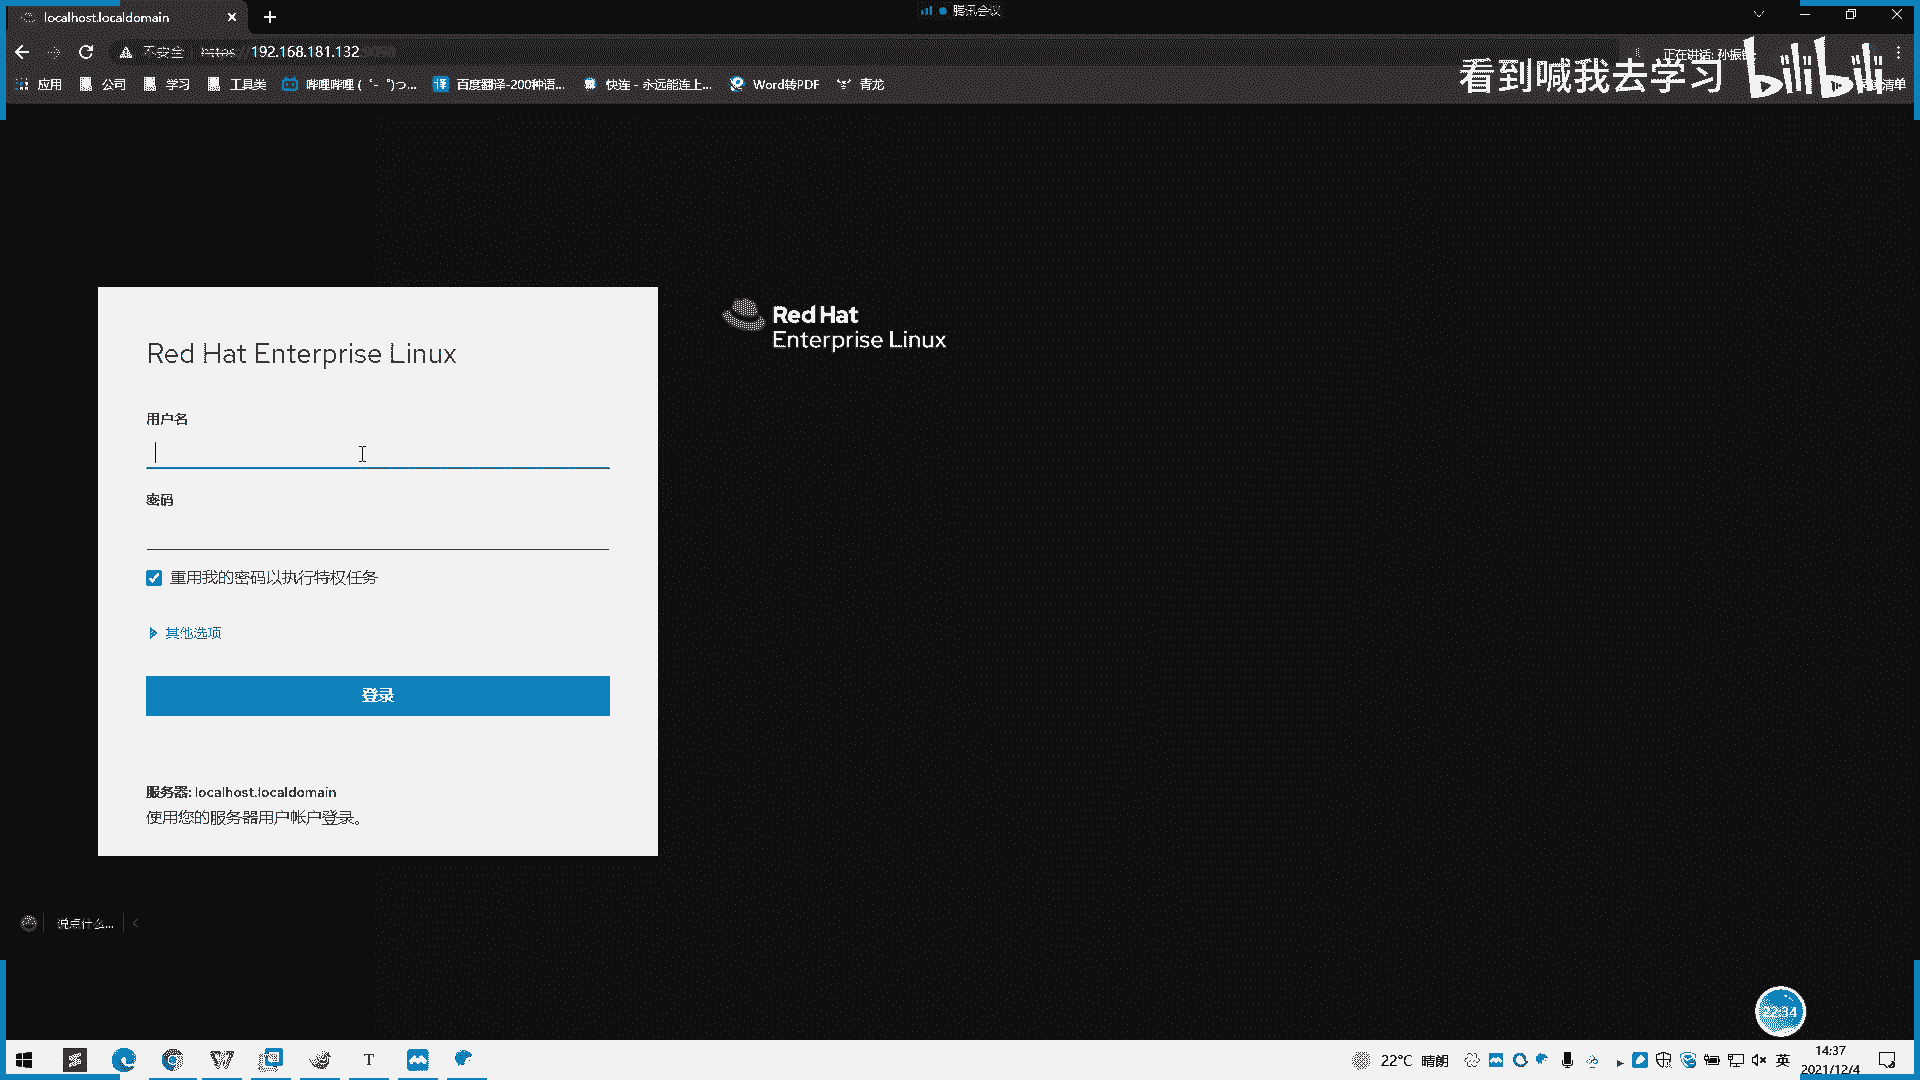 localhost.localdomain
腾讯会议
不安全 https://192.168.181.132:9090
正在讲话: 孙振
应用 公司 学习 工具类 哔哩哔哩 (゜-゜)つ... 百度翻译-200种语... 快连 - 永远能连上... Word转PDF 青龙
看到喊我去学习 bilibili
清单
Red Hat
Enterprise Linux
Red Hat Enterprise Linux
用户名
密码
重用我的密码以执行特权任务
其他选项
登录
服务器: localhost.localdomain
使用您的服务器用户帐户登录。
说点什么...
22:34
22°C 晴朗
英
14:37
2021/12/4